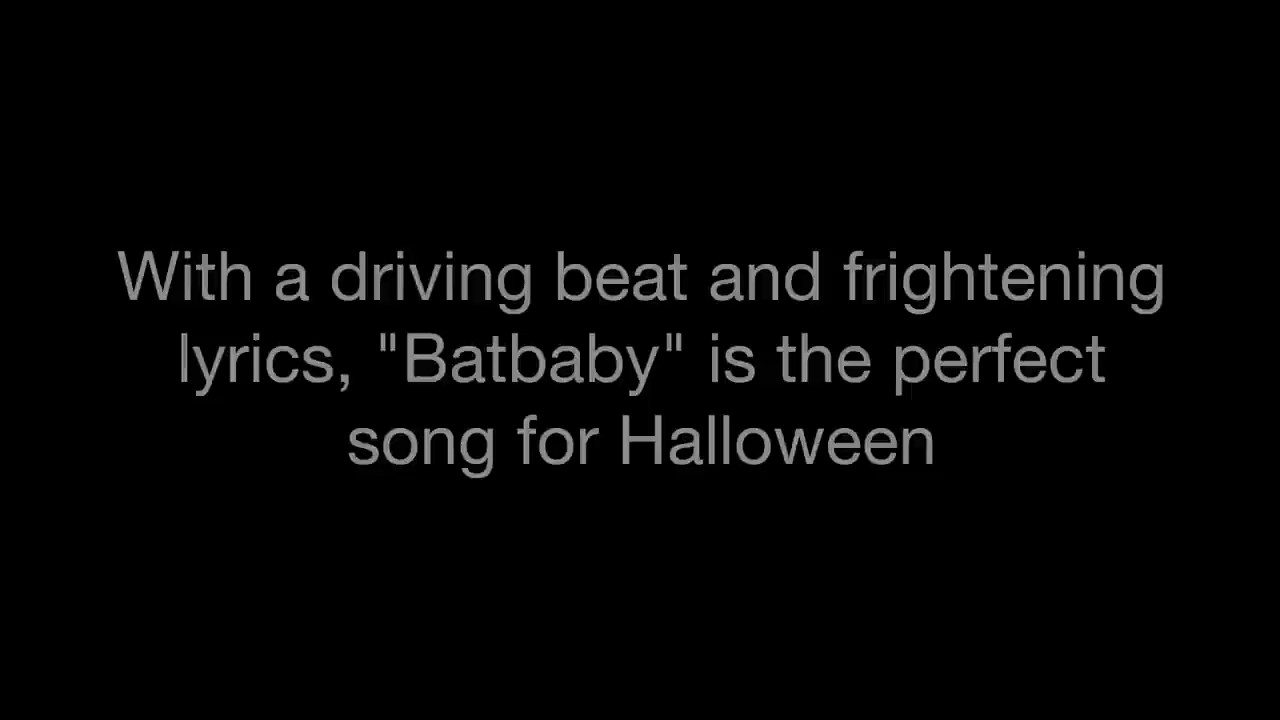 With a driving beat and frightening
lyrics, "Batbaby" is the perfect
song for Halloween